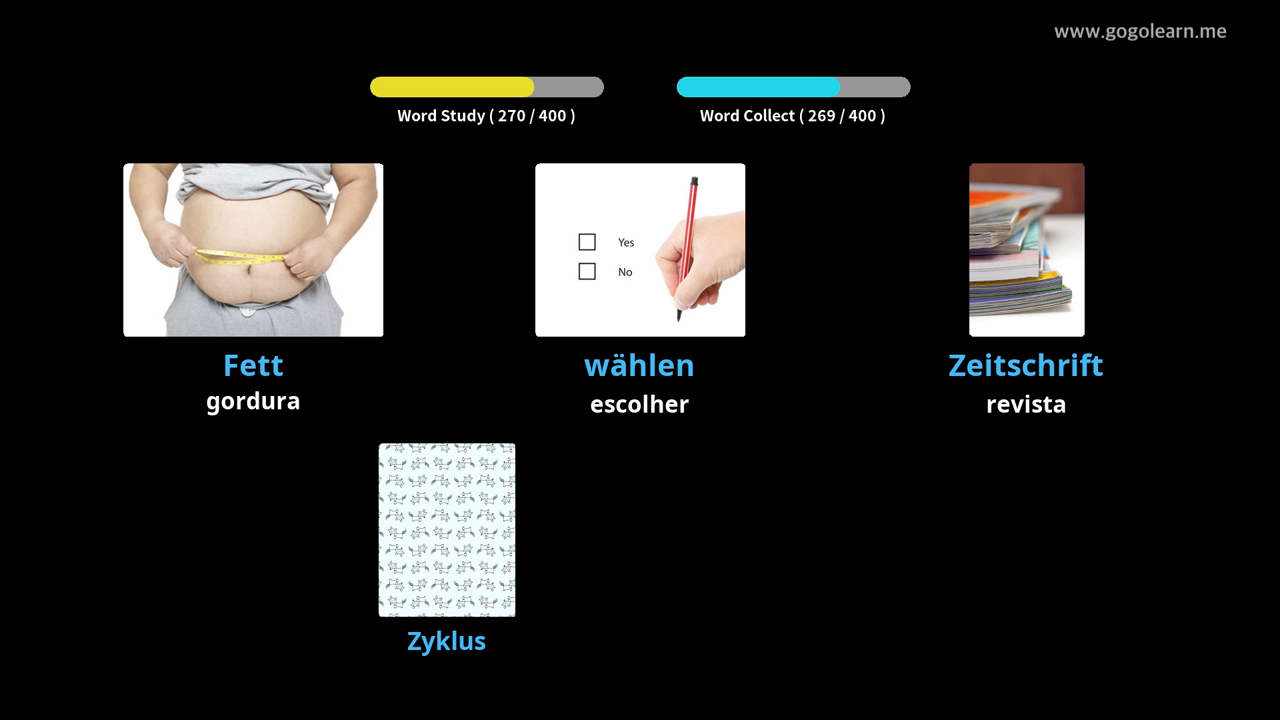 www.gogolearn.me
Word Study ( 270 / 400 )
Word Collect ( 269 / 400 )
Yes
No
Fett
gordura
wählen
escolher
Zeitschrift
revista
Zyklus